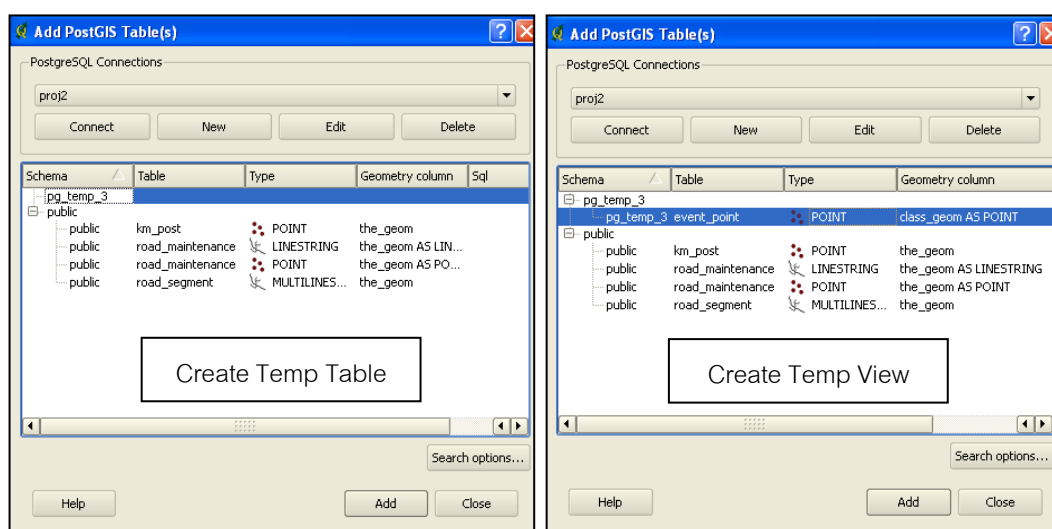 Add PostGIS Table(s)
PostgreSQL Connections
proj2
Connect New Edit Delete
Schema Table Type Geometry column Sql
pg_temp_3
public
public km_post POINT the_geom
public road_maintenance LINESTRING the_geom AS LIN...
public road_maintenance POINT the_geom AS PO...
public road_segment MULTILINES... the_geom
Create Temp Table
Search options...
Help Add Close
Add PostGIS Table(s)
PostgreSQL Connections
proj2
Connect New Edit Delete
Schema Table Type Geometry column
pg_temp_3
pg_temp_3 event_point POINT class_geom AS POINT
public
public km_post POINT the_geom
public road_maintenance LINESTRING the_geom AS LINESTRING
public road_maintenance POINT the_geom AS POINT
public road_segment MULTILINES... the_geom
Create Temp View
Search options...
Help Add Close